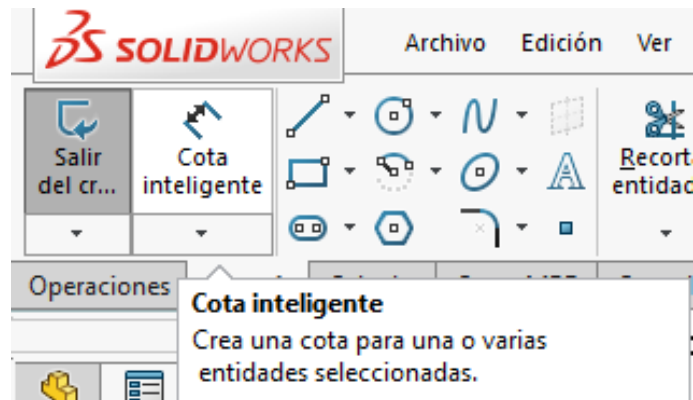 SOLIDWORKS Archivo Edición Ver
Salir
del cr...
Cota
inteligente
Recorta
entidad
Operaciones
Cota inteligente
Crea una cota para una o varias
entidades seleccionadas.